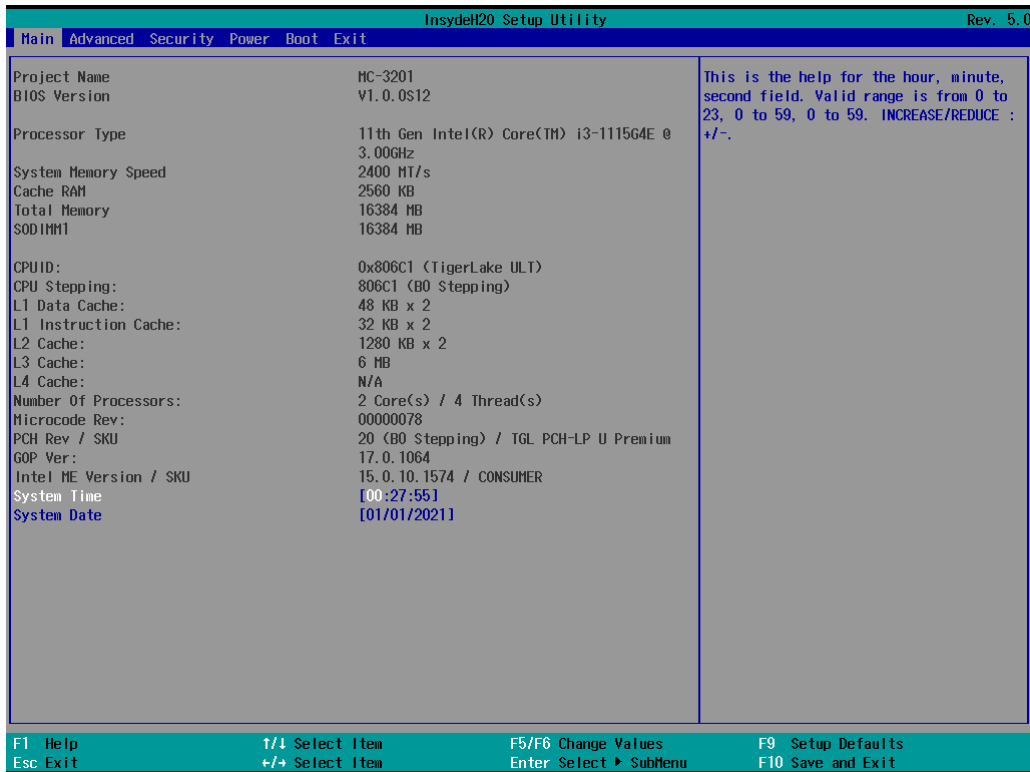 InsydeH20 Setup Utility Rev. 5.0
Main Advanced Security Power Boot Exit
Project Name MC-3201
BIOS Version V1.0.0S12
Processor Type 11th Gen Intel(R) Core(TM) i3-1115G4E @
3.00GHz
System Memory Speed 2400 MT/s
Cache RAM 2560 KB
Total Memory 16384 MB
SODIMM1 16384 MB
CPUID: 0x806C1 (TigerLake ULT)
CPU Stepping: 806C1 (B0 Stepping)
L1 Data Cache: 48 KB x 2
L1 Instruction Cache: 32 KB x 2
L2 Cache: 1280 KB x 2
L3 Cache: 6 MB
L4 Cache: N/A
Number Of Processors: 2 Core(s) / 4 Thread(s)
Microcode Rev: 00000078
PCH Rev / SKU 20 (B0 Stepping) / TGL PCH-LP U Premium
GOP Ver: 17.0.1064
Intel ME Version / SKU 15.0.10.1574 / CONSUMER
System Time [00:27:55]
System Date [01/01/2021]
This is the help for the hour, minute,
second field. Valid range is from 0 to
23, 0 to 59, 0 to 59. INCREASE/REDUCE :
+/-.
F1 Help ↑/↓ Select Item F5/F6 Change Values F9 Setup Defaults
Esc Exit ←/→ Select Item Enter Select ▶ SubMenu F10 Save and Exit